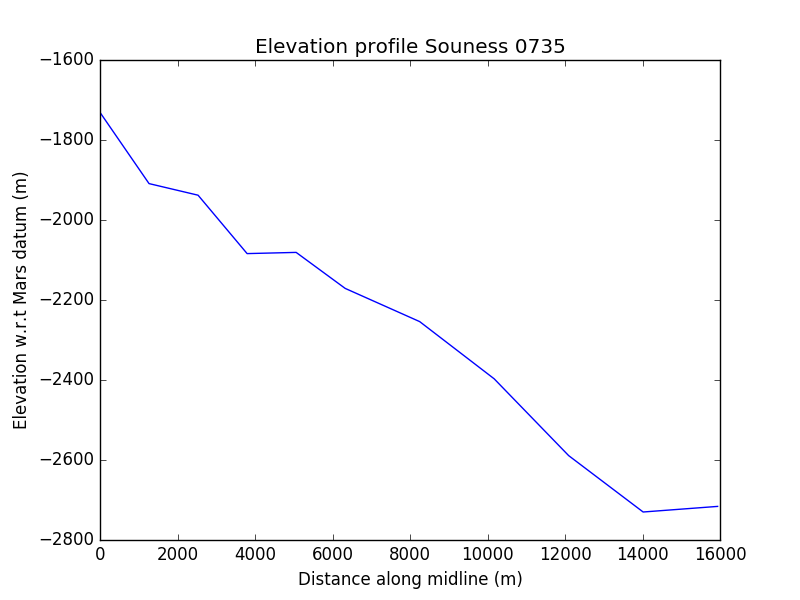 Elevation profile Souness 0735
−1600
−1800
−2000
−2200
−2400
−2600
−2800
Elevation w.r.t Mars datum (m)
0 2000 4000 6000 8000 10000 12000 14000 16000
Distance along midline (m)